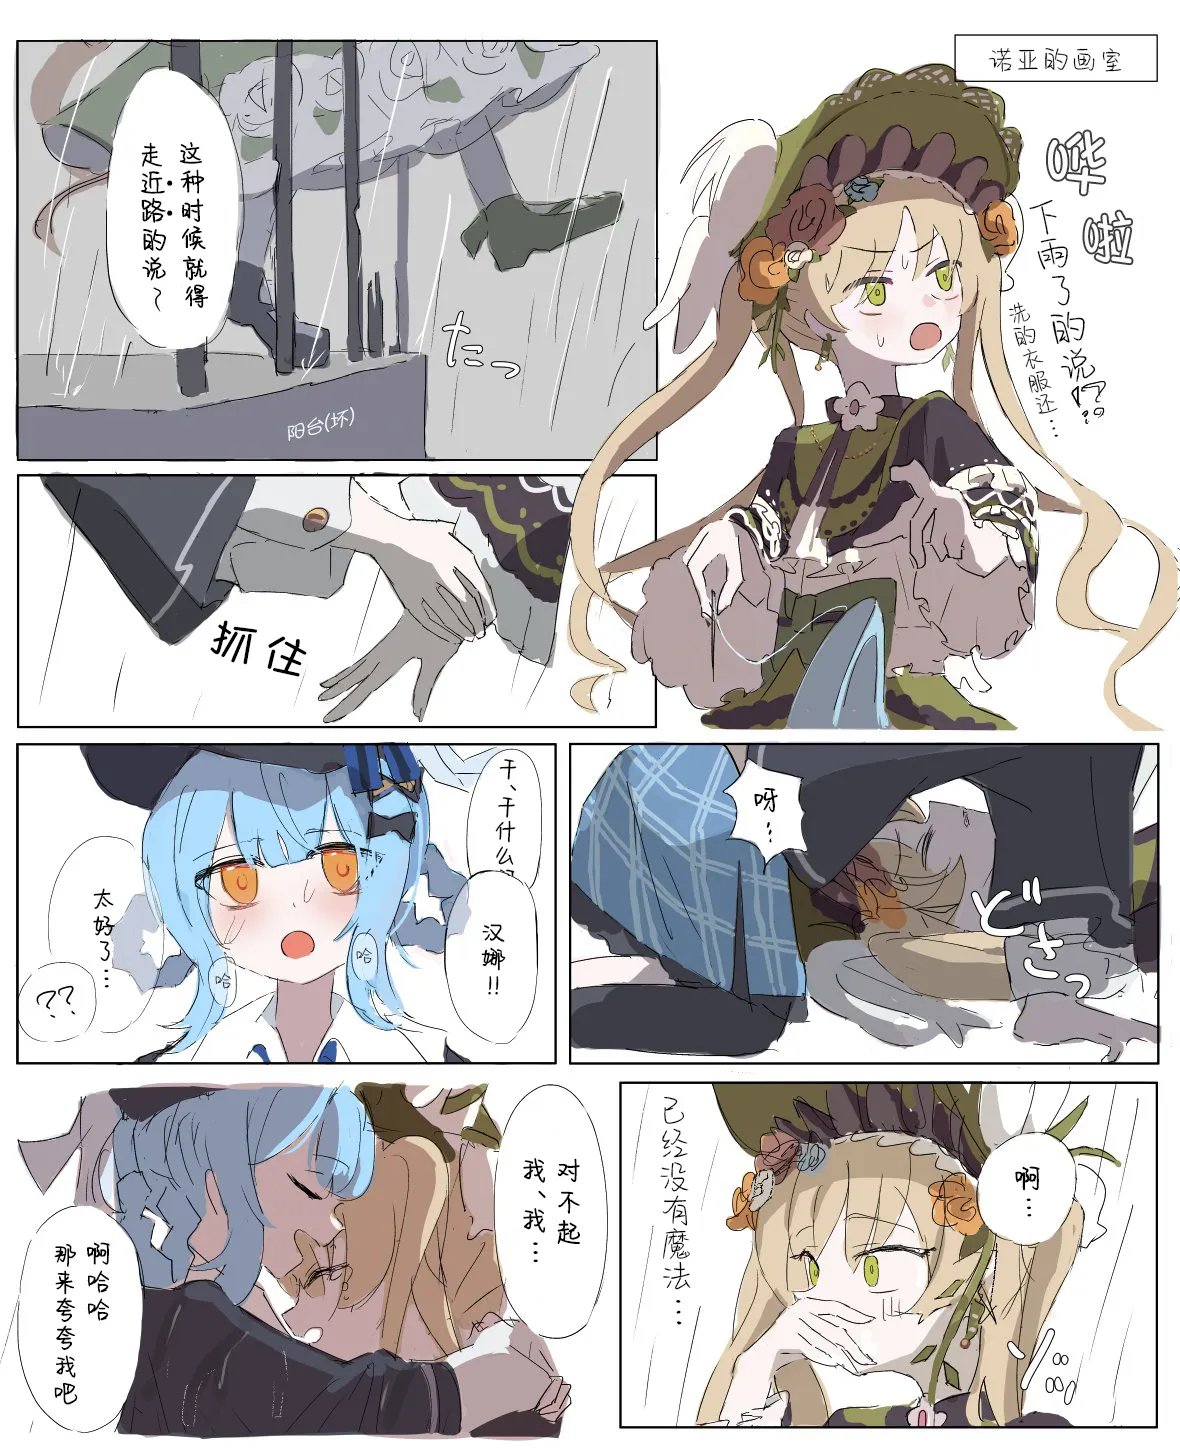 诺亚的画室
哗啦
下雨了的说!?
洗的衣服还…
这种时候就得
走近路的说~
たっ
阳台(坏)
抓住
干、干什么
汉娜!!
哈
哈
太好了…
??
呀…
どさっ
对不起
我、我…
啊哈哈
那来夸夸我吧
啊…
已经没有魔法…